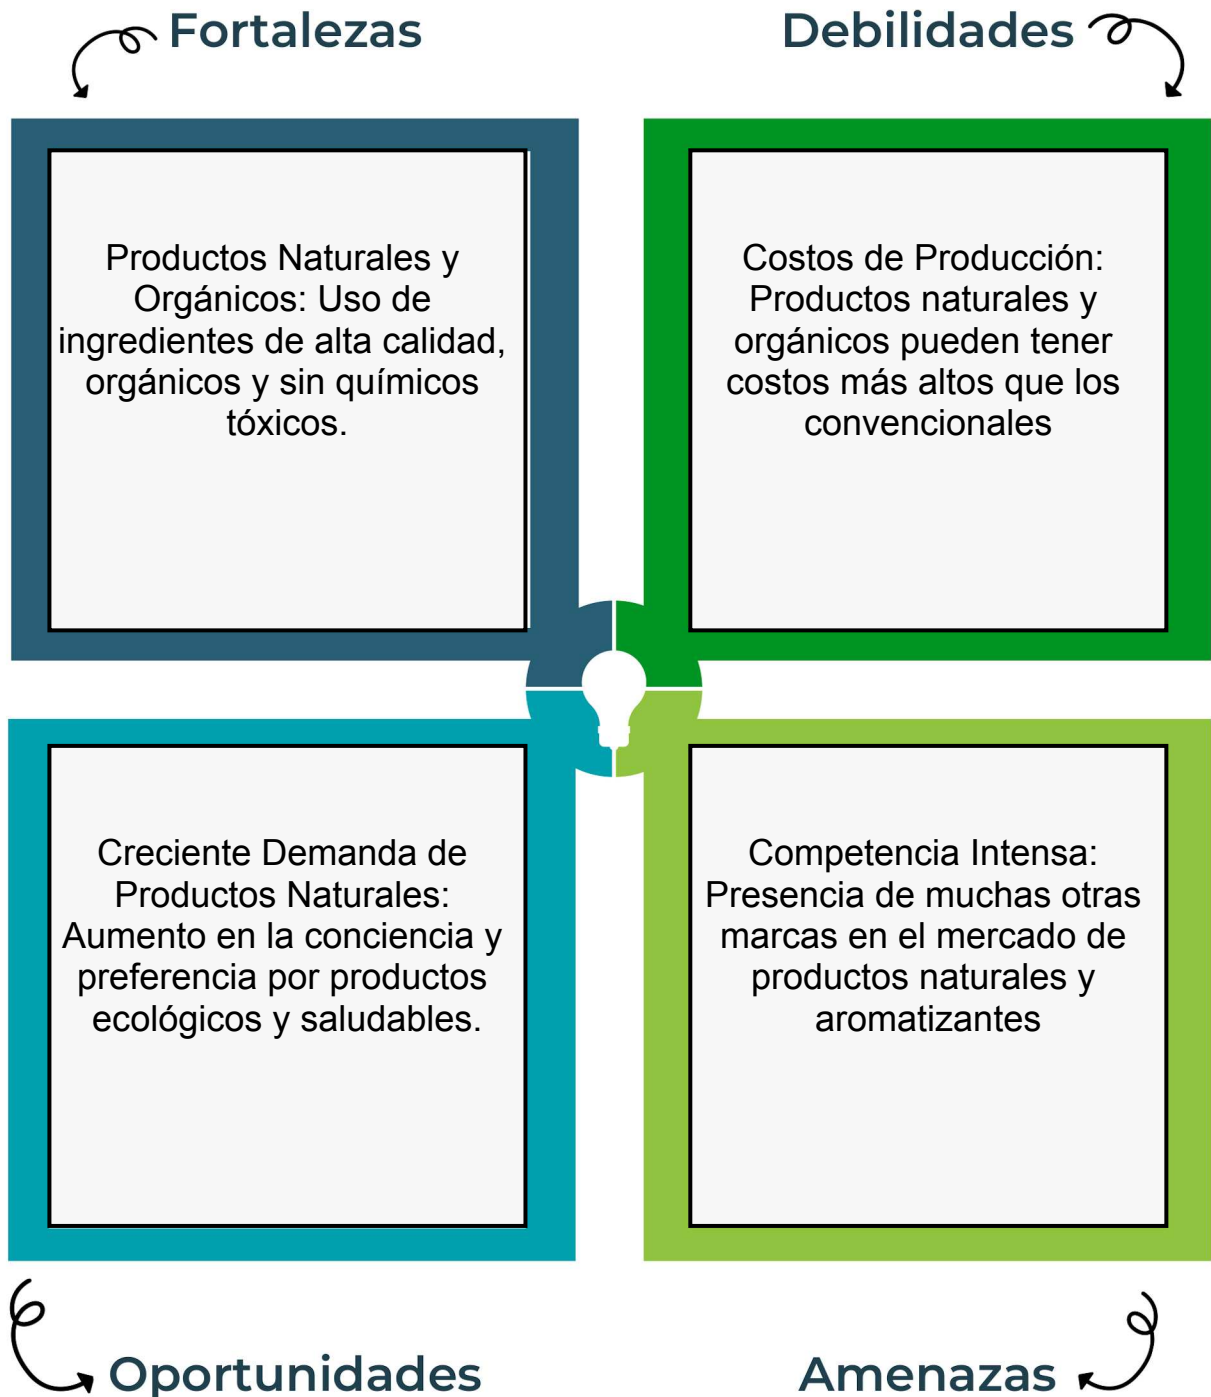 Fortalezas
Debilidades
Productos Naturales y
Orgánicos: Uso de
ingredientes de alta calidad,
orgánicos y sin químicos
tóxicos.
Costos de Producción:
Productos naturales y
orgánicos pueden tener
costos más altos que los
convencionales
Creciente Demanda de
Productos Naturales:
Aumento en la conciencia y
preferencia por productos
ecológicos y saludables.
Competencia Intensa:
Presencia de muchas otras
marcas en el mercado de
productos naturales y
aromatizantes
Oportunidades
Amenazas